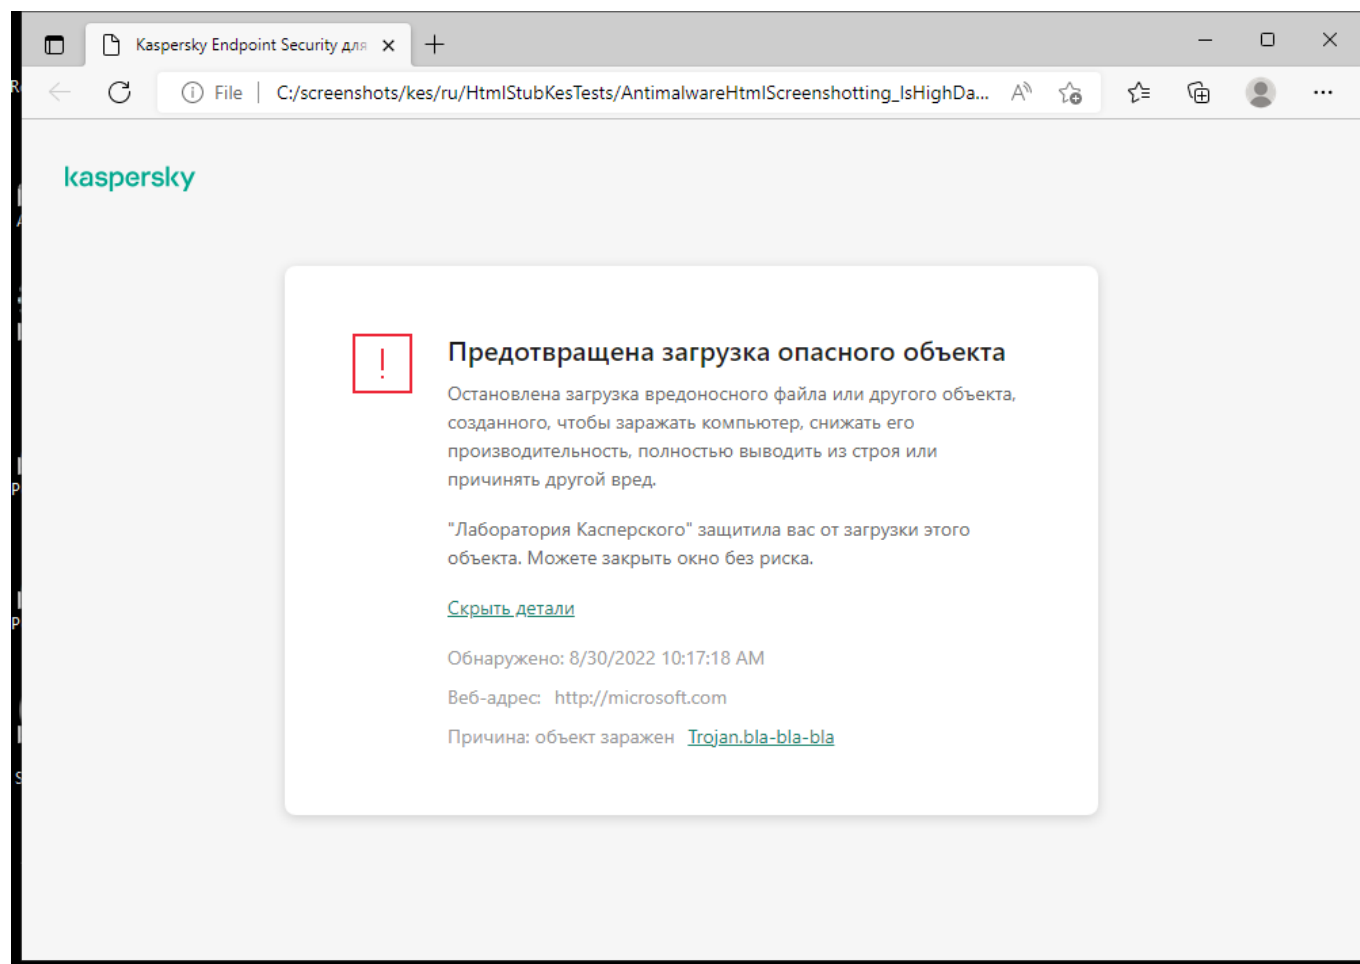 Kaspersky Endpoint Security для
File | C:/screenshots/kes/ru/HtmlStubKesTests/AntimalwareHtmlScreenshotting_IsHighDa...
kaspersky
Предотвращена загрузка опасного объекта
Остановлена загрузка вредоносного файла или другого объекта,
созданного, чтобы заражать компьютер, снижать его
производительность, полностью выводить из строя или
причинять другой вред.
"Лаборатория Касперского" защитила вас от загрузки этого
объекта. Можете закрыть окно без риска.
Скрыть детали
Обнаружено: 8/30/2022 10:17:18 AM
Веб-адрес: http://microsoft.com
Причина: объект заражен Trojan.bla-bla-bla